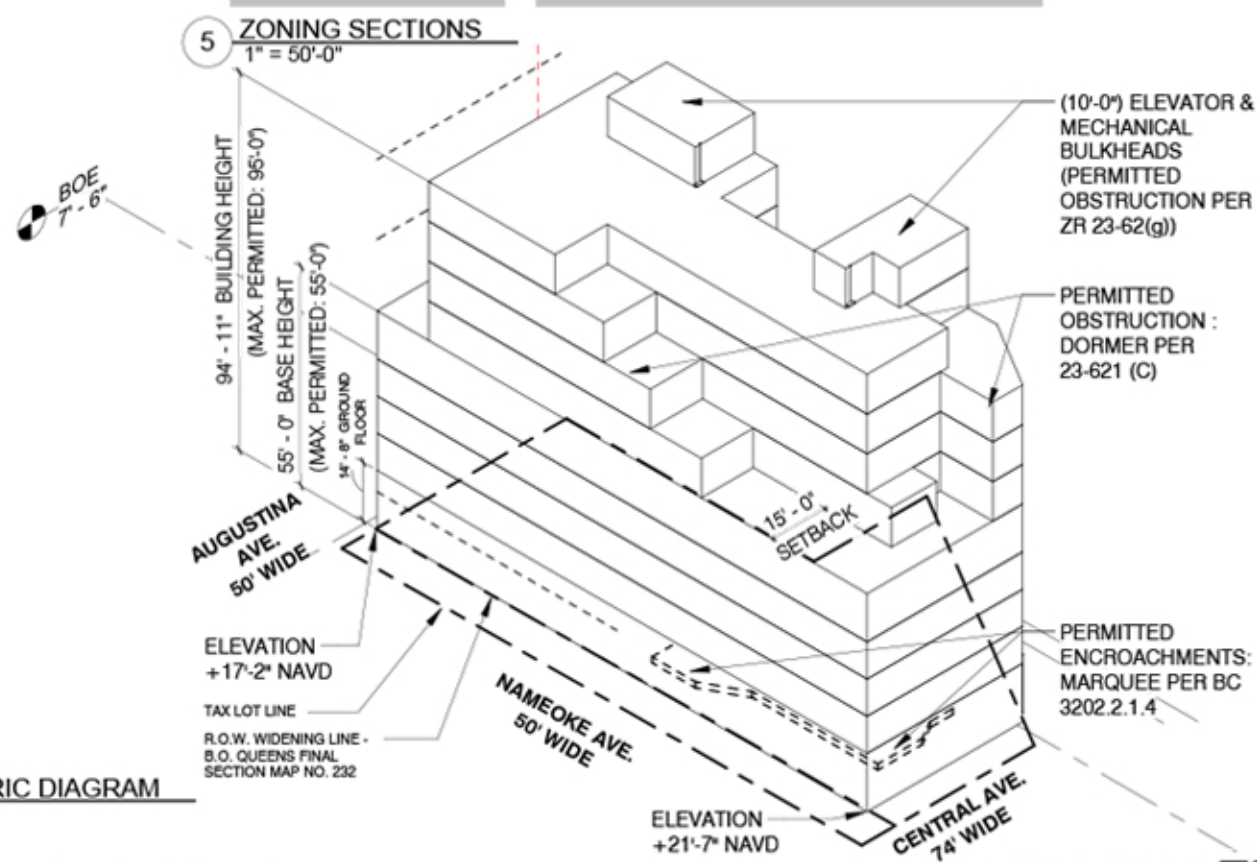 5
ZONING SECTIONS
1" = 50'-0"
BOE
7' - 6"
94' - 11" BUILDING HEIGHT
(MAX. PERMITTED: 95'-0")
55' - 0" BASE HEIGHT
(MAX. PERMITTED: 55'-0")
14' - 8" GROUND
FLOOR
(10'-0") ELEVATOR &
MECHANICAL
BULKHEADS
(PERMITTED
OBSTRUCTION PER
ZR 23-62(g))
PERMITTED
OBSTRUCTION :
DORMER PER
23-621 (C)
15' - 0"
SETBACK
AUGUSTINA
AVE.
50' WIDE
ELEVATION
+17'-2" NAVD
TAX LOT LINE
R.O.W. WIDENING LINE -
B.O. QUEENS FINAL
SECTION MAP NO. 232
NAMEOKE AVE.
50' WIDE
PERMITTED
ENCROACHMENTS:
MARQUEE PER BC
3202.2.1.4
RIC DIAGRAM
ELEVATION
+21'-7" NAVD
CENTRAL AVE.
74' WIDE